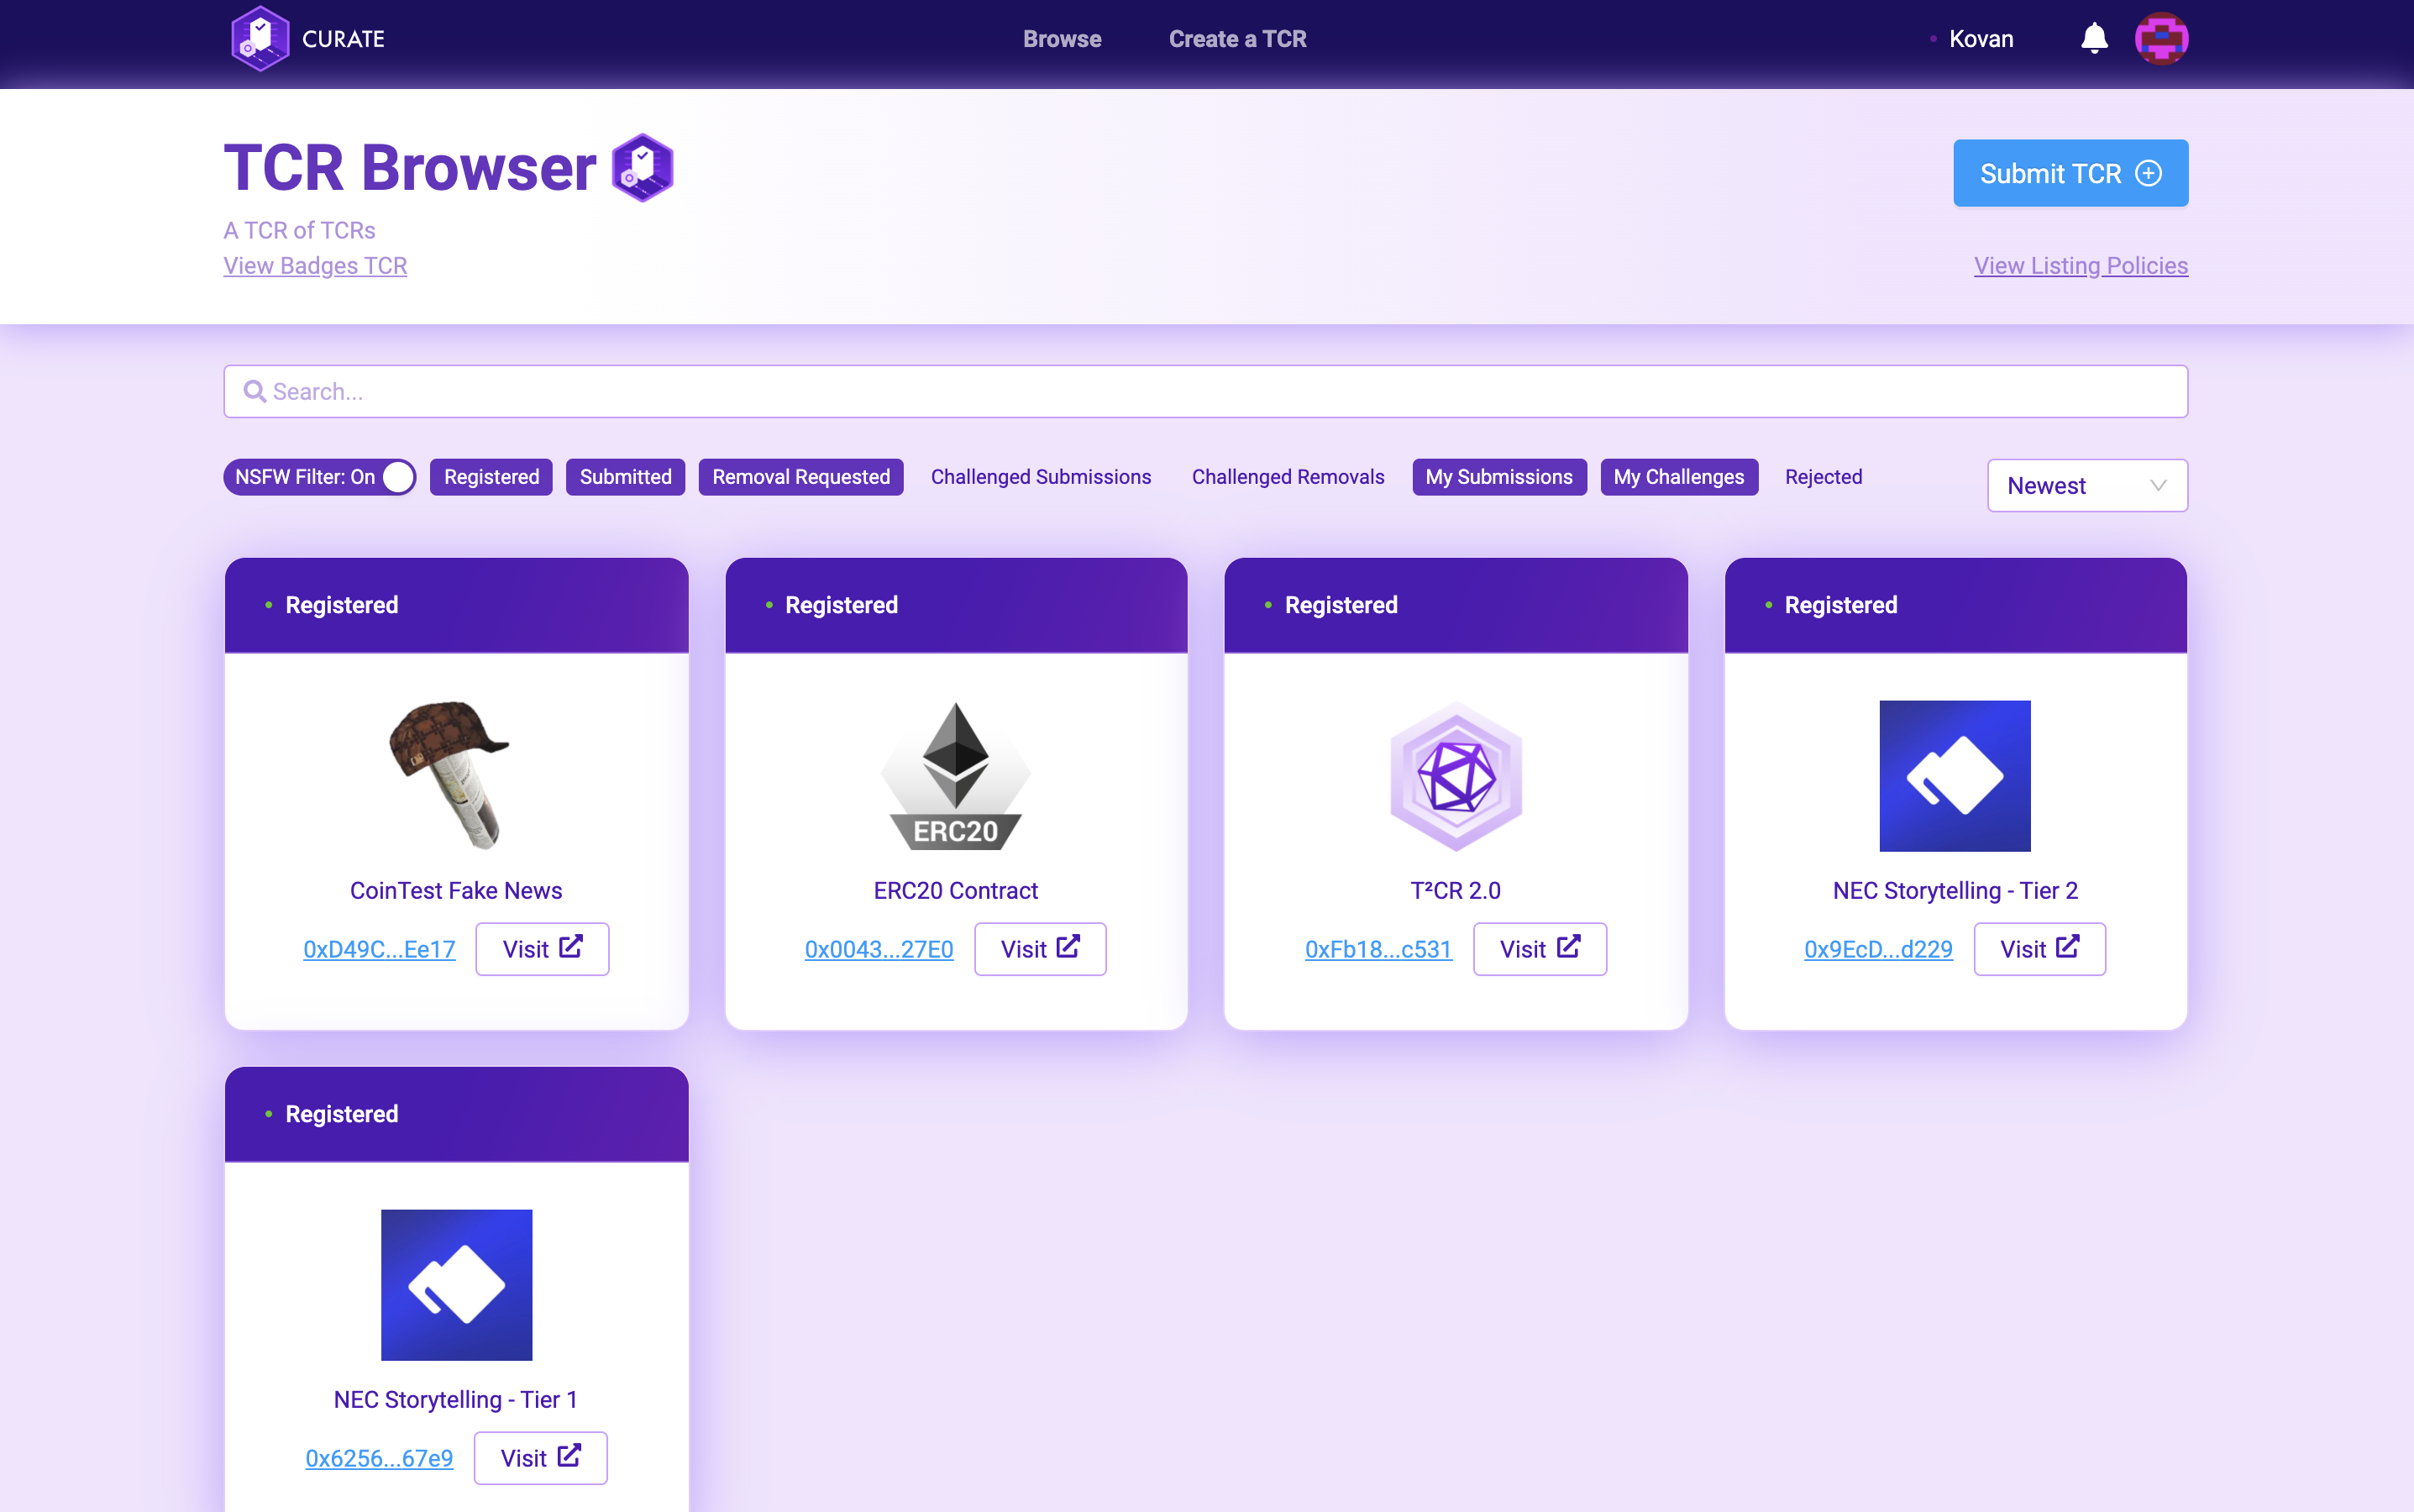 CURATE
Browse
Create a TCR
Kovan
TCR Browser
Submit TCR
A TCR of TCRs
View Badges TCR
View Listing Policies
Search...
NSFW Filter: On
Registered
Submitted
Removal Requested
Challenged Submissions
Challenged Removals
My Submissions
My Challenges
Rejected
Newest
Registered
Registered
Registered
Registered
ERC20
CoinTest Fake News
ERC20 Contract
T²CR 2.0
NEC Storytelling - Tier 2
0xD49C...Ee17 Visit
0x0043...27E0 Visit
0xFb18...c531 Visit
0x9EcD...d229 Visit
Registered
NEC Storytelling - Tier 1
0x6256...67e9 Visit